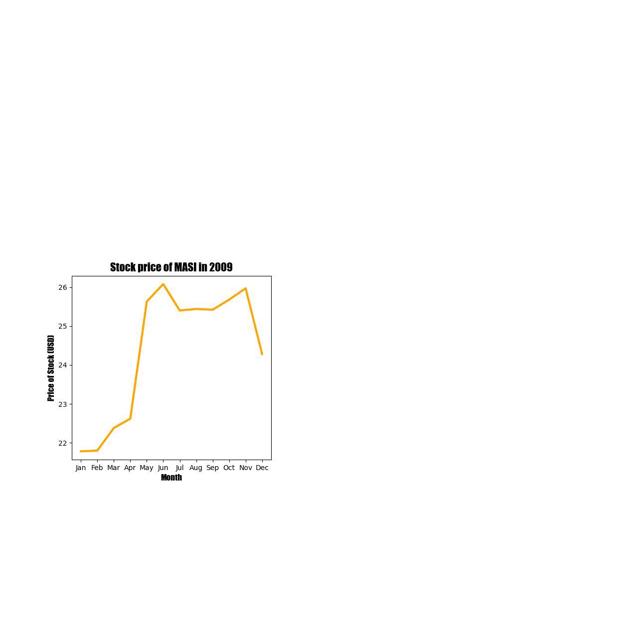 Stock price of MASI in 2009
Price of Stock (USD)
26
25
24
23
22
Jan Feb Mar Apr May Jun Jul Aug Sep Oct Nov Dec
Month